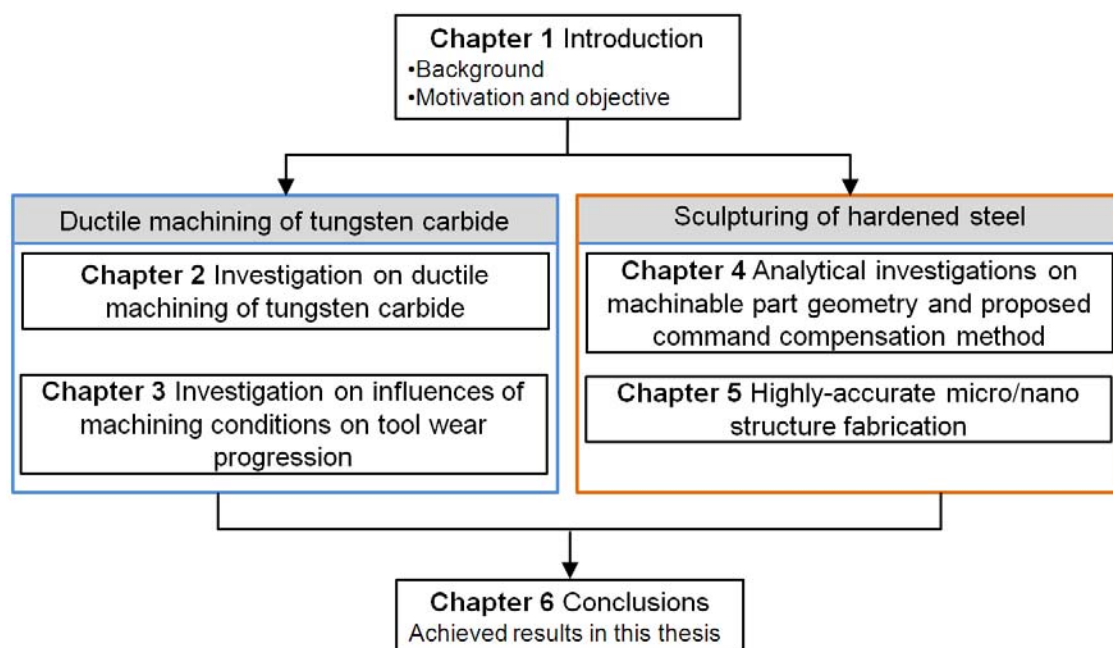 Chapter 1 Introduction
•Background
•Motivation and objective
Ductile machining of tungsten carbide
Chapter 2 Investigation on ductile
machining of tungsten carbide
Chapter 3 Investigation on influences
of machining conditions on tool wear
progression
Sculpturing of hardened steel
Chapter 4 Analytical investigations on
machinable part geometry and proposed
command compensation method
Chapter 5 Highly-accurate micro/nano
structure fabrication
Chapter 6 Conclusions
Achieved results in this thesis